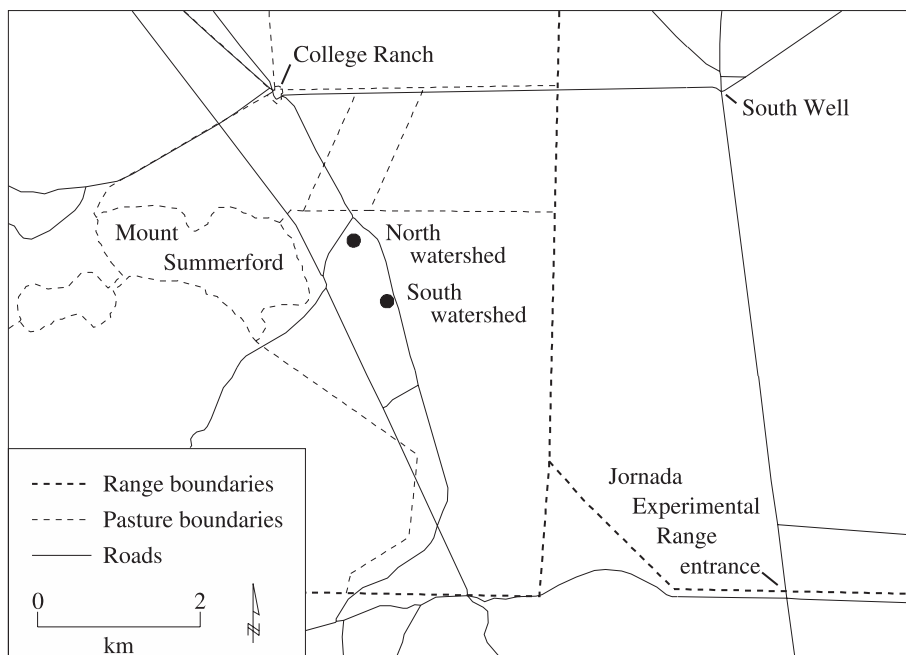 College Ranch
South Well
Mount
Summerford
North
watershed
South
watershed
Jornada
Experimental
Range
entrance
Range boundaries
Pasture boundaries
Roads
0 2
km
N